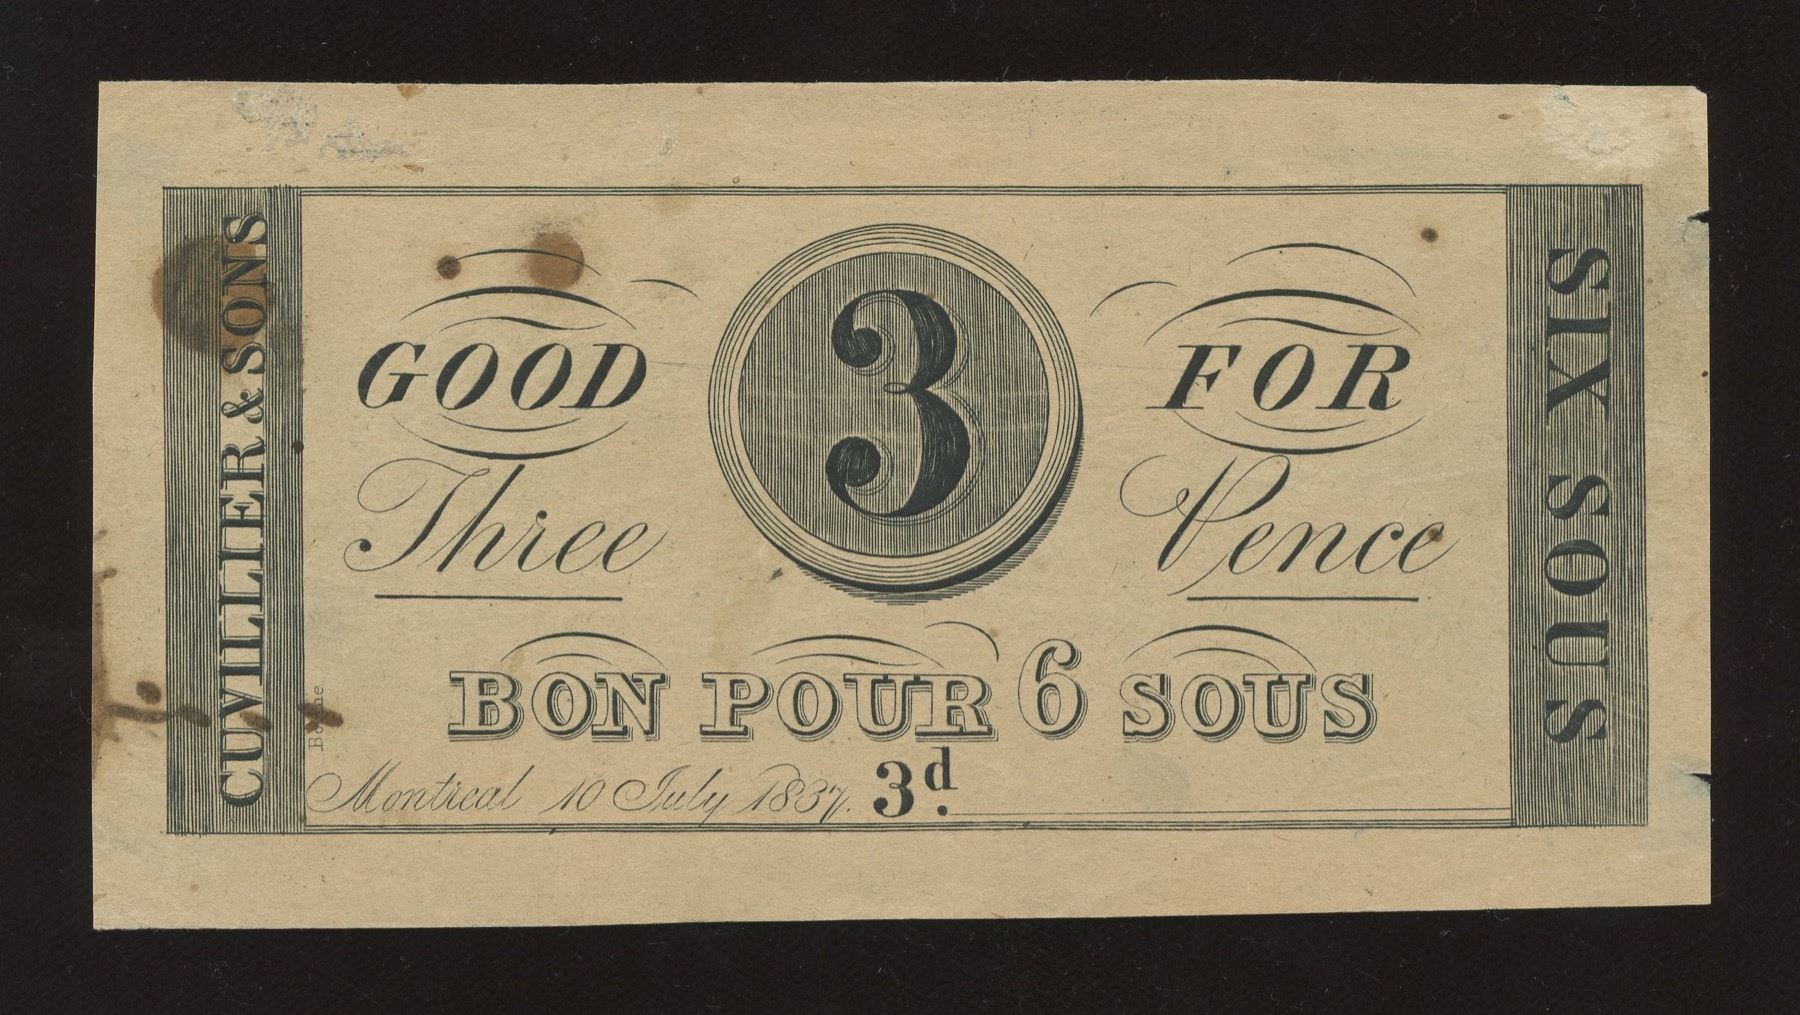 CUVILLIER & SONS
GOOD 3 FOR
Three Pence
BON POUR 6 SOUS
Montreal 10 July 1837. 3d.
SIX SOUS